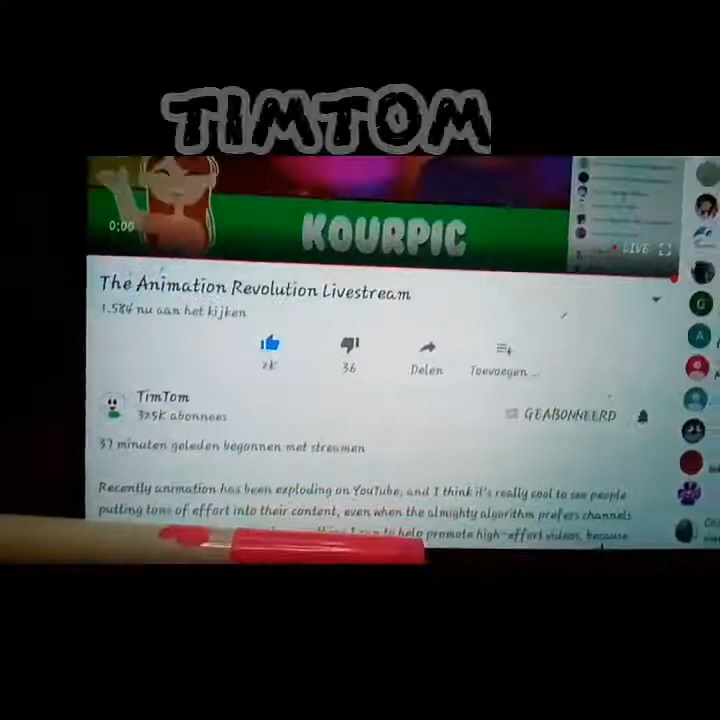 TIMTOM
KOURPIC
0:00
LIVE
The Animation Revolution Livestream
1.584 nu aan het kijken
2K
36
Delen
Toevoegen ...
TimTom
325K abonnees
GEABONNEERD
37 minuten geleden begonnen met streamen
Recently animation has been exploding on YouTube, and I think it's really cool to see people
putting tons of effort into their content, even when the almighty algorithm prefers channels
to help promote high-effort videos, because